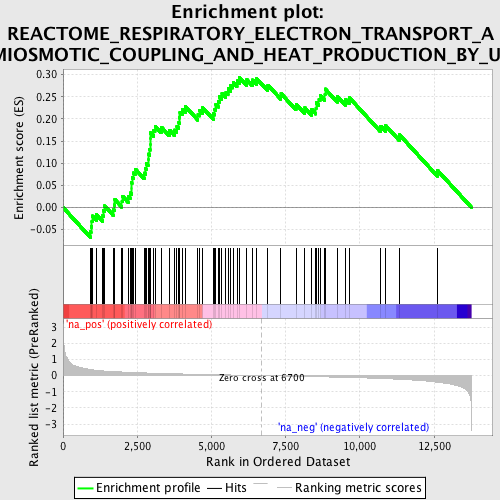 Enrichment plot:
REACTOME_RESPIRATORY_ELECTRON_TRANSPORT_A
MIOSMOTIC_COUPLING_AND_HEAT_PRODUCTION_BY_U
Enrichment score (ES)
0.30
0.25
0.20
0.15
0.10
0.05
0.00
-0.05
'na_pos' (positively correlated)
Ranked list metric (PreRanked)
3
2
1
0
-1
-2
-3
Zero cross at 6700
'na_neg' (negatively correlated)
0
2,500
5,000
7,500
10,000
12,500
Rank in Ordered Dataset
Enrichment profile
Hits
Ranking metric scores